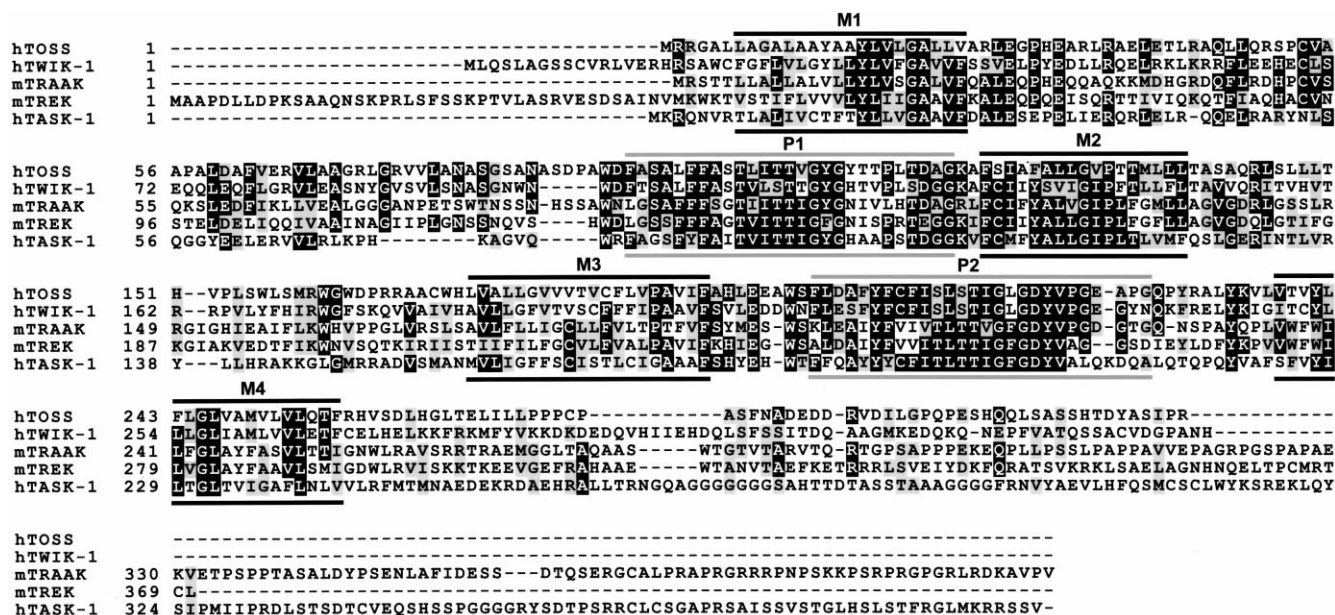 M1
hTOSS 1 ----------------------------------------MRRGALLAGALAAYAAYLVLGALLVARLEGPHEARLRAELETLRAQLLQRSPCVA
hTWIK-1 1 ------------------------MLQSLAGSSCVRLVERHRSAWCFGFLVLGYLLYLVFGAVVFSSVELPYEDLLRQELRKLKRRFLEEHECLS
mTRAAK 1 -----------------------------------------MRSTTLLALLALVLLYLVSGALVFQALEQPHEQQAQKKMDHGRDQFLRDHPCVS
mTREK 1 MAAPDLLDPKSAAQNSKPRLSFSSKPTVLASRVESDSAINVMKWKTVSTIFLVVVLYLIIGAAVFKALEQPQEISQRTTIVIQKQTFIAQHACVN
hTASK-1 1 ---------------------------------------MKRQNVRTLALIVCTFTYLLVGAAVFDALESEPELIERQRLELR-QQELRARYNLS
P1 M2
hTOSS 56 APALDAFVERVLAAGRLGRVVLANASGSANASDPAWDFASALFFASTLITTVGYGYTTPLTDAGKAFSIAFALLGVPTTMLLLTASAQRLSLLLT
hTWIK-1 72 EQQLEQFLGRVLEASNYGVSVLSNASGNWN----WDFTSALFFASTVLSTTGYGHTVPLSDGGKAFCIIYSVIGIPFTLLFLTAVVQRITVHVT
mTRAAK 55 QKSLEDFIKLLVEALGGGANPETSWTNSSN-HSSAWNLGSAFFFSGTIITTIGYGNIVLHTDAGRLFCIFYALVGIPLFGMLLAGVGDRLGSSLR
mTREK 96 STELDELIQQIVAAINAGIIPLGNSSNQVS---HWDLGSSFFFAGTVITTIGFGNISPRTEGGKIFCIIYALLGIPLFGFLLAGVGDQLGTIFG
hTASK-1 56 QGGYEELERVVLRLKPH--------KAGVQ----WRFAGSFYFAITVITTIGYGHAAPSTDGGKVFCMFYALLGIPLTLVMFQSLGERINTLVR
M3 P2
hTOSS 151 H--VPLSWLSMRWGWDPRRAACWHLVALLGVVVTVCFLVPAVIFAHLEEAWSFLDAFYFCFISLSTIGLGDYVPGE-APGQPYRALYKVLVTVYL
hTWIK-1 162 R--RPVLYFHIRWGFSKQVVAIVHAVLLGFVTVSCFFFIPAAVFSVLEDDWNFLESFYFCFISLSTIGLGDYVPGEGYNQKFRELYKIGITCYL
mTRAAK 149 RGIGHIEAIFLKWHVPPGLVRSLSAVLFLLIGCLLFVLTPTFVFSYMES-WSKLEAIYFVIVTLTTVGFGDYVPGD-GTGQ-NSPAYQPLVWFWI
mTREK 187 KGIAKVEDTFIKWNVSQTKIRIISTIIFILFGCVLFVALPAVIFKHIEG-WSALDAIYFVVITLTTIGFGDYVAG--GSDIEYLDFYKPVVWFWI
hTASK-1 138 Y--LLHRAKKGLGMRRADVSMANMVLIGFFSCISTLCIGAAAFSHYEH-WTFFQAYYYCFITLTTIGFGDYVALQKDQALQTQPQYVAFSFVYI
M4
hTOSS 243 FLGLVAMVLVLQTFRHVSDLHGLTELILLPPPCP-----------ASFNADEDD-RVDILGPQPESHQQLSASSHTDYASIPR------------
hTWIK-1 254 LLGLIAMLVVLETFCELHELKKFRKMFYVKKDKDEDQVHIIEHDQLSFSSITDQ-AAGMKEDQKQ-NEPFVATQSSACVDGPANH----------
mTRAAK 241 LFGLAYFASVLTTIGNWLRAVSRRTRAEMGGLTAQAAS------WTGTVTARVTQ-RTGPSAPPPEKEQPLLPSSLPAPPAVVEPAGRPGSPAPAE
mTREK 279 LVGLAYFAAVLSMIGDWLRVISKKTKEEVGEFRAHAAE------WTANVTAEFKETRRRLSVEIYDKFQRATSVKRKLSAELAGNHNQELTPCMRT
hTASK-1 229 LTGLTVIGAFLNLVVLRFMTMNAEDEKRDAEHRALLTRNGQAGGGGGGGSAHTTDTASSTAAAGGGGFRNVYAEVLHFQSMCSCLWYKSREKLQY
hTOSS ------------------------------------------------------------------------
hTWIK-1 ------------------------------------------------------------------------
mTRAAK 330 KVETPSPPTASALDYPSENLAFIDESS---DTQSERGCALPRAPRGRRRPNPSKKPSRPRGPGRLRDKAVPV
mTREK 369 CL----------------------------------------------------------------------
hTASK-1 324 SIPMIIPRDLSTSDTCVEQSHSSPGGGGRYSDTPSRRCLCSGAPRSAISSVSTGLHSLSTFRGLMKRRSSV-